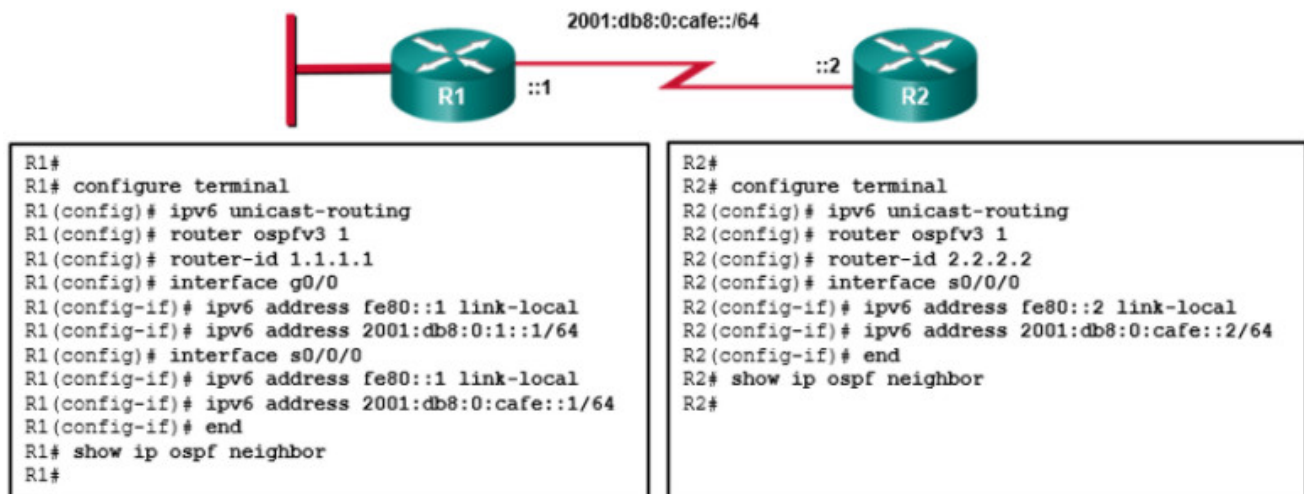 2001:db8:0:cafe::/64
R1
::1
::2
R2
R1#
R1# configure terminal
R1(config)# ipv6 unicast-routing
R1(config)# router ospfv3 1
R1(config)# router-id 1.1.1.1
R1(config)# interface g0/0
R1(config-if)# ipv6 address fe80::1 link-local
R1(config-if)# ipv6 address 2001:db8:0:1::1/64
R1(config)# interface s0/0/0
R1(config-if)# ipv6 address fe80::1 link-local
R1(config-if)# ipv6 address 2001:db8:0:cafe::1/64
R1(config-if)# end
R1# show ip ospf neighbor
R1#
R2#
R2# configure terminal
R2(config)# ipv6 unicast-routing
R2(config)# router ospfv3 1
R2(config)# router-id 2.2.2.2
R2(config)# interface s0/0/0
R2(config-if)# ipv6 address fe80::2 link-local
R2(config-if)# ipv6 address 2001:db8:0:cafe::2/64
R2(config-if)# end
R2# show ip ospf neighbor
R2#